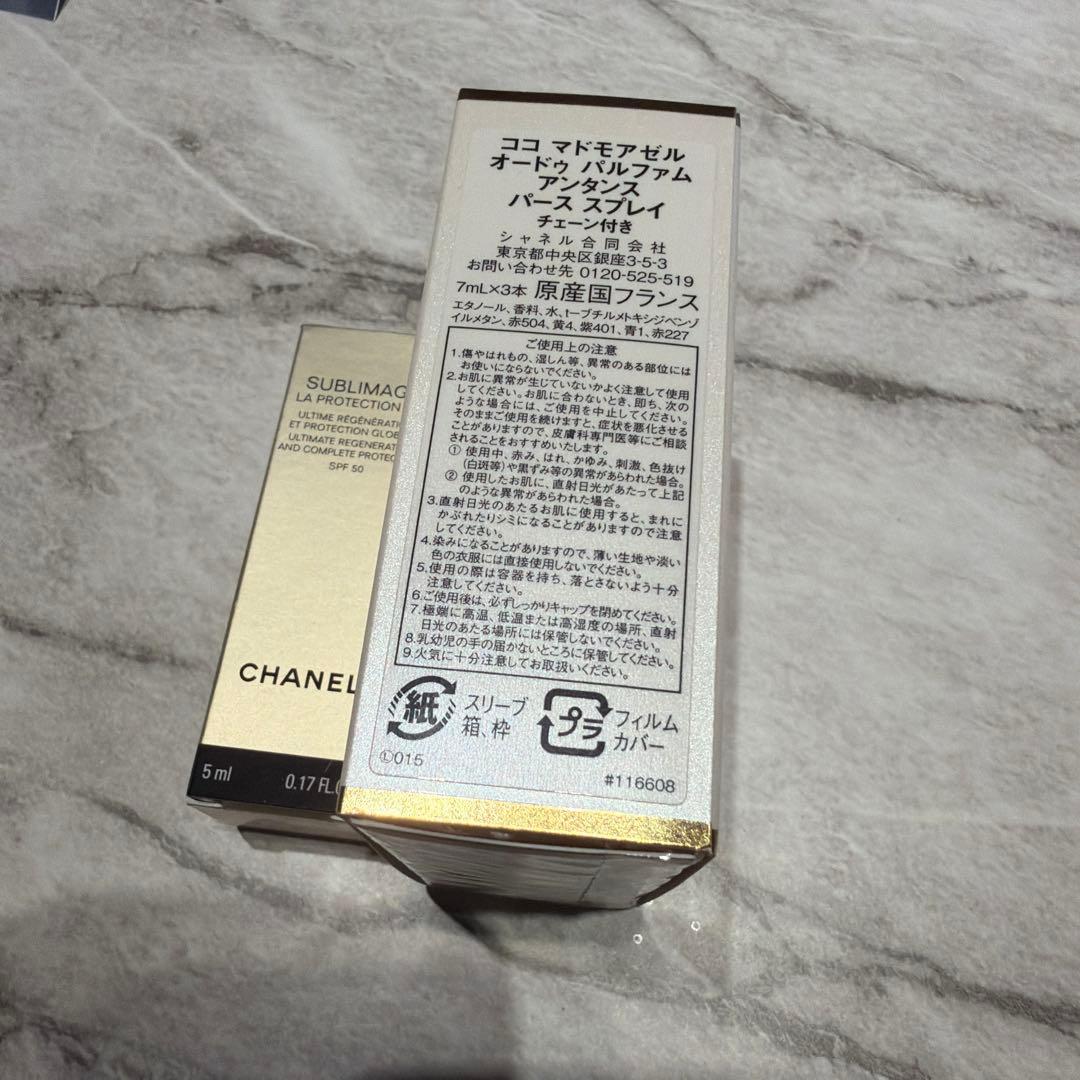 ココ マドモアゼル
オードゥ パルファム
アンタンス
パース スプレイ
チェーン付き
シャネル合同会社
東京都中央区銀座3-5-3
お問い合わせ先 0120-525-519
7mL×3本 原産国フランス
エタノール、香料、水、t-ブチルメトキシジベンゾ
イルメタン、赤504、黄4、紫401、青1、赤227
ご使用上の注意
1.傷やはれもの、湿しん等、異常のある部位には
お使いにならないでください。
2.お肌に異常が生じていないかよく注意して使用
してください。お肌に合わないとき、即ち、次の
ような場合には、ご使用を中止してください。
そのままご使用を続けますと、症状を悪化させる
ことがありますので、皮膚科専門医等にご相談
されることをおすすめいたします。
① 使用中、赤み、はれ、かゆみ、刺激、色抜け
(白斑等)や黒ずみ等の異常があらわれた場合。
② 使用したお肌に、直射日光があたって上記
のような異常があらわれた場合。
3.直射日光のあたるお肌に使用すると、まれに
かぶれたりシミになることがありますので注意
してください。
4.染みになることがありますので、薄い生地や淡い
色の衣服には直接使用しないでください。
5.使用の際は容器を持ち、落とさないよう十分
注意してください。
6.ご使用後は、必ずしっかりキャップを閉めてください。
7.極端に高温、低温または高湿度の場所、直射
日光のあたる場所には保管しないでください。
8.乳幼児の手の届かないところに保管してください。
9.火気に十分注意してお取扱いください。
紙 スリーブ
箱、枠
プラ フィルム
カバー
Ⓛ015
#116608
SUBLIMAG
LA PROTECTION
ULTIME RÉGÉNÉRATI
ET PROTECTION GLOB
ULTIMATE REGENERAT
AND COMPLETE PROTEC
SPF 50
CHANEL
5 ml 0.17 FL.